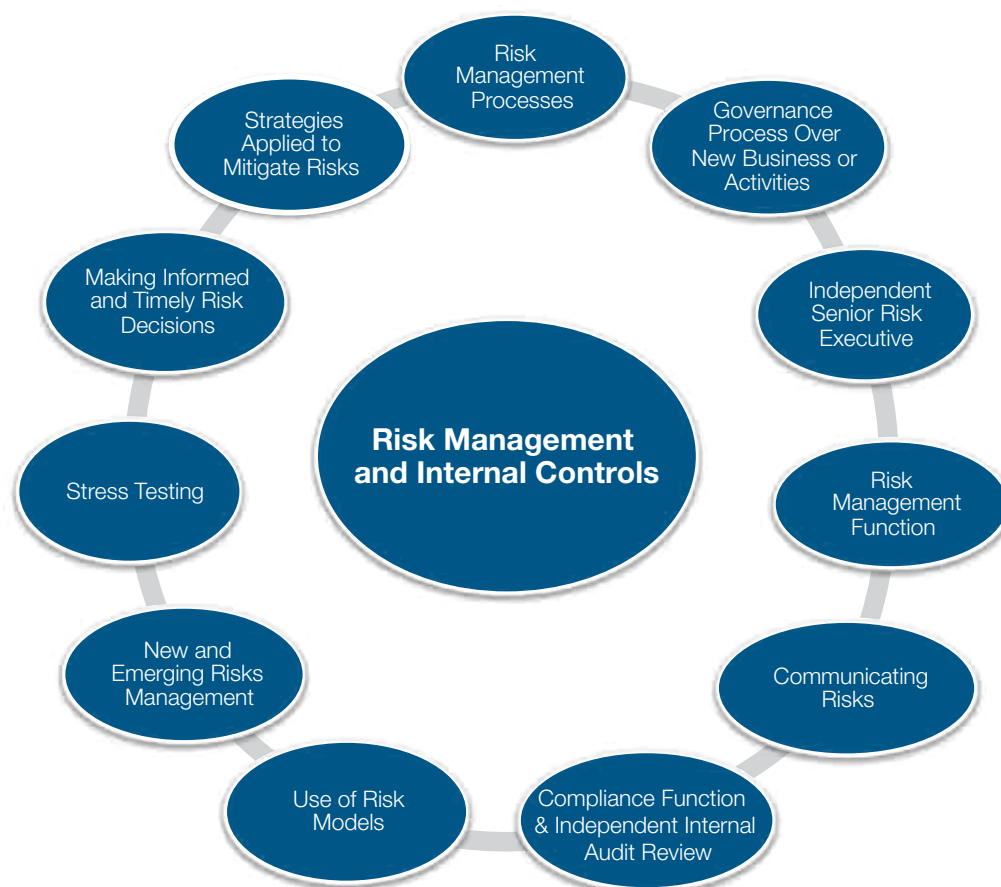 Risk
Management
Processes
Governance
Process Over
New Business or
Activities
Independent
Senior Risk
Executive
Risk
Management
Function
Communicating
Risks
Compliance Function
& Independent Internal
Audit Review
Use of Risk
Models
New and
Emerging Risks
Management
Stress Testing
Making Informed
and Timely Risk
Decisions
Strategies
Applied to
Mitigate Risks
Risk Management
and Internal Controls